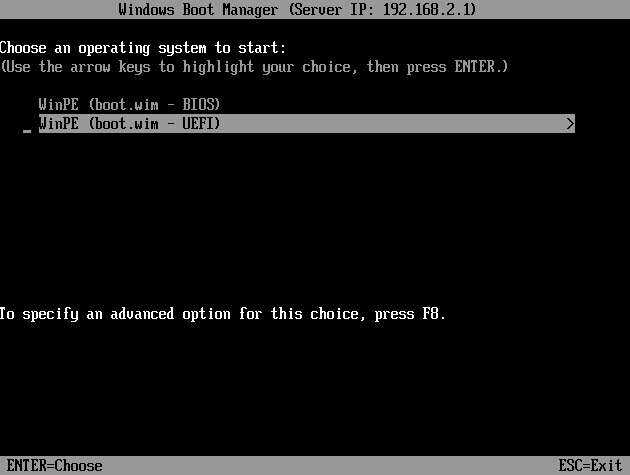 Windows Boot Manager (Server IP: 192.168.2.1)
Choose an operating system to start:
(Use the arrow keys to highlight your choice, then press ENTER.)
WinPE (boot.wim - BIOS)
WinPE (boot.wim - UEFI) >
To specify an advanced option for this choice, press F8.
ENTER=Choose ESC=Exit